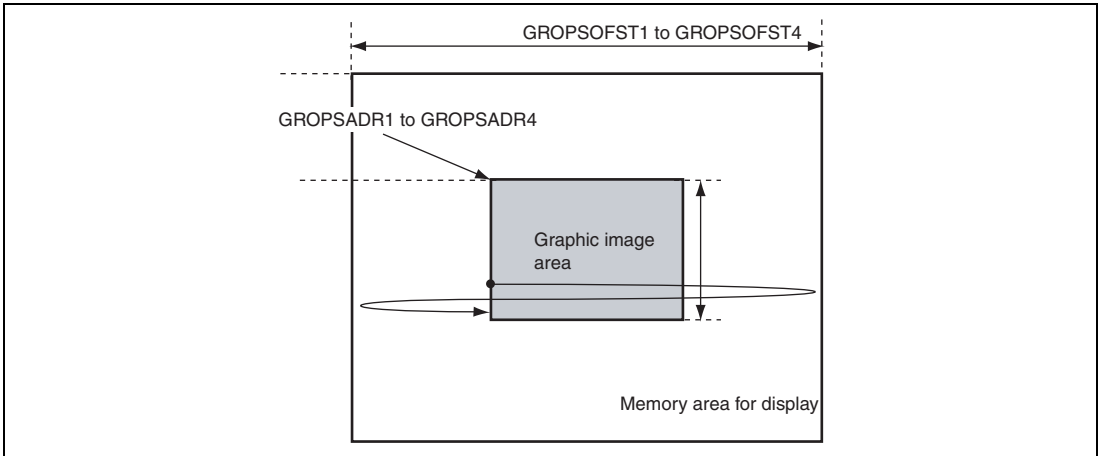 GROPSOFST1 to GROPSOFST4
GROPSADR1 to GROPSADR4
Graphic image
area
Memory area for display